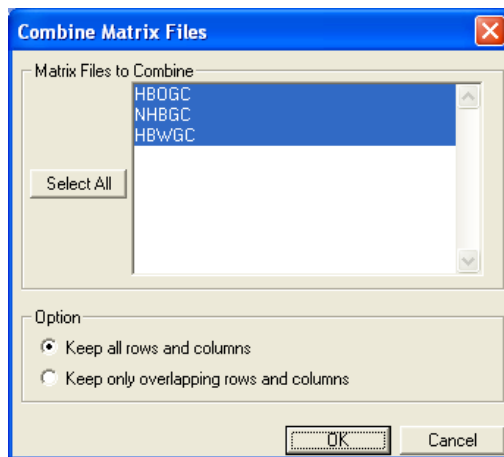 Combine Matrix Files
Matrix Files to Combine
HBOGC
NHBGC
HBWGC
Select All
Option
Keep all rows and columns
Keep only overlapping rows and columns
OK
Cancel